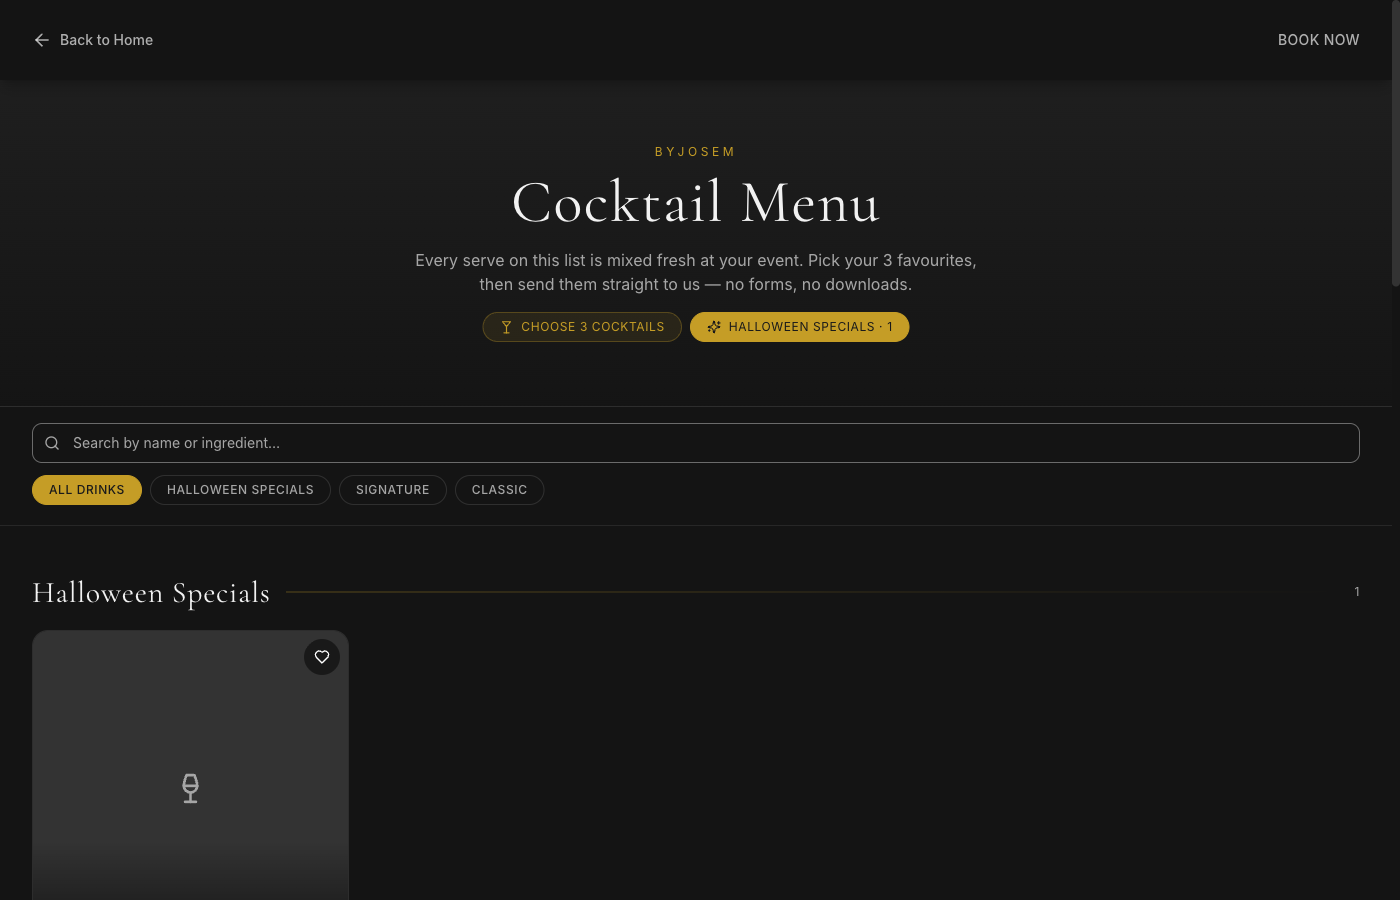 Back to Home
BOOK NOW
BYJOSEM
Cocktail Menu
Every serve on this list is mixed fresh at your event. Pick your 3 favourites,
then send them straight to us — no forms, no downloads.
CHOOSE 3 COCKTAILS
HALLOWEEN SPECIALS · 1
Search by name or ingredient...
ALL DRINKS
HALLOWEEN SPECIALS
SIGNATURE
CLASSIC
Halloween Specials
1